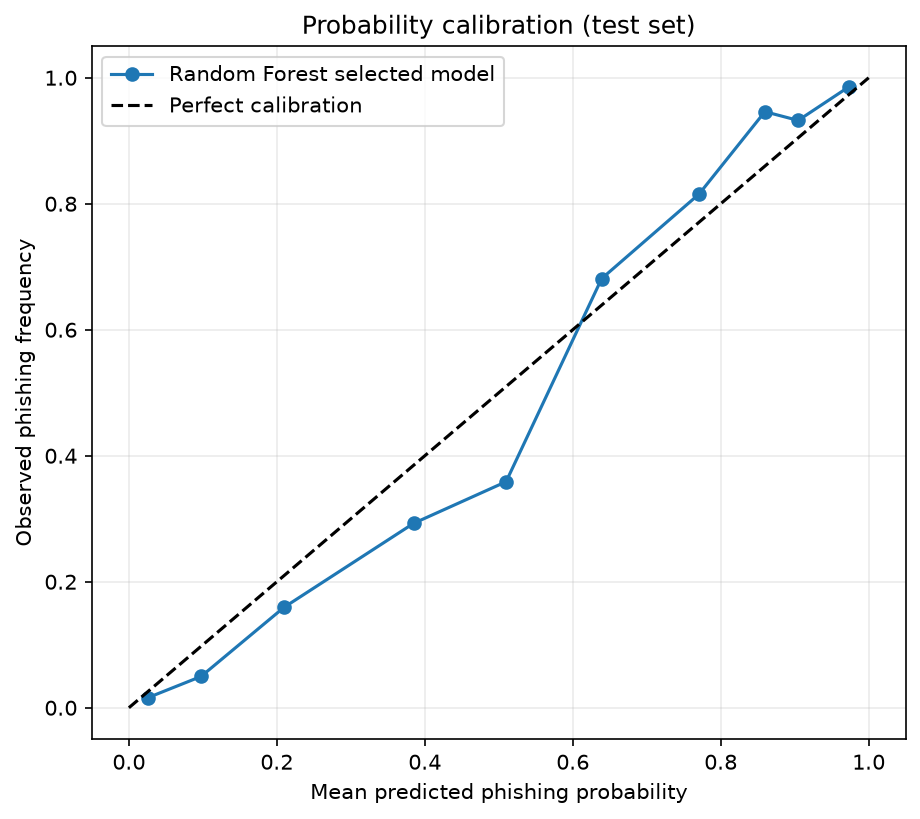 Probability calibration (test set)
Random Forest selected model
Perfect calibration
Observed phishing frequency
1.0
0.8
0.6
0.4
0.2
0.0
0.0 0.2 0.4 0.6 0.8 1.0
Mean predicted phishing probability